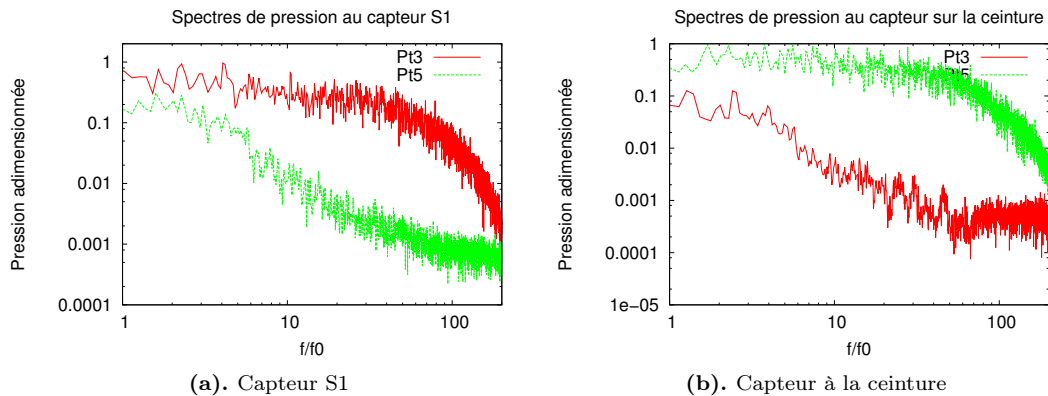 Spectres de pression au capteur S1
Pression adimensionnée
1
0.1
0.01
0.001
0.0001
Pt3
Pt5
1
10
100
f/f0
(a). Capteur S1
Spectres de pression au capteur sur la ceinture
Pression adimensionnée
1
0.1
0.01
0.001
0.0001
1e-05
Pt3
Pt5
1
10
100
f/f0
(b). Capteur à la ceinture